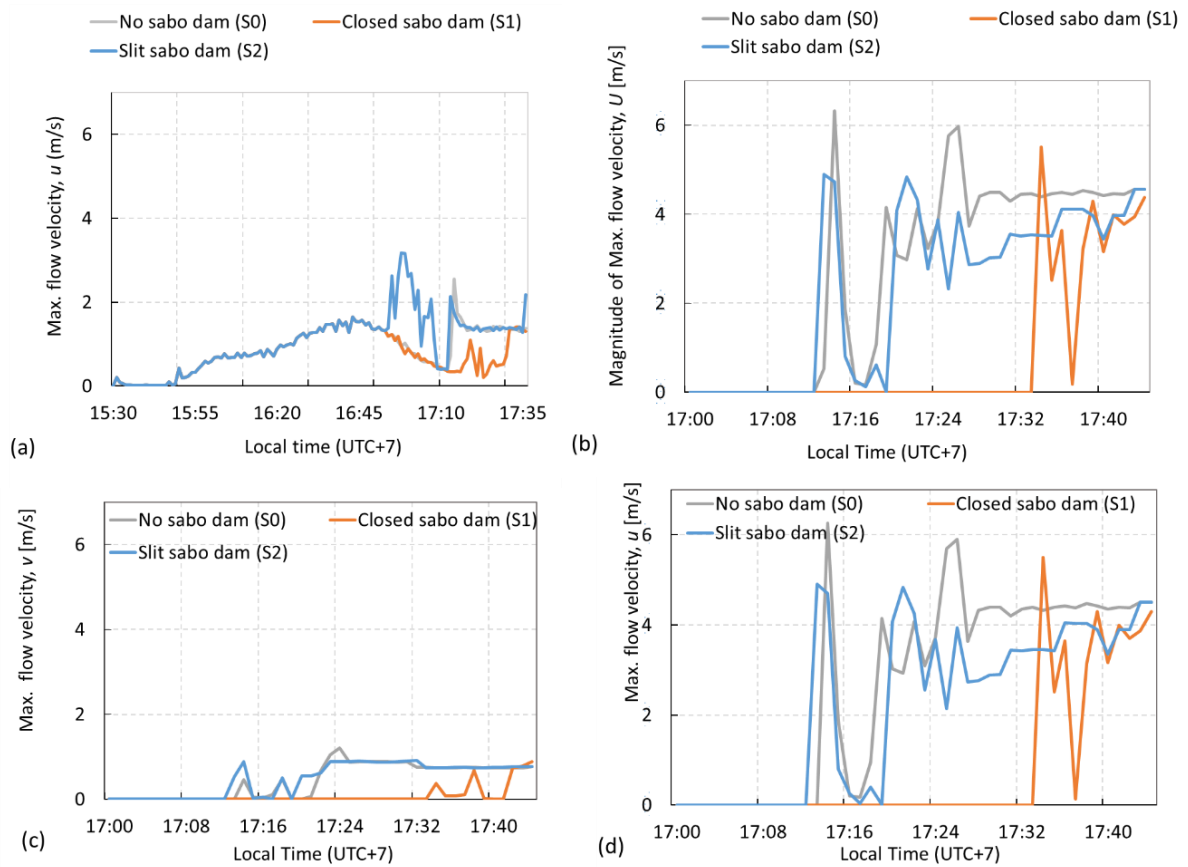 No sabo dam (S0)
Closed sabo dam (S1)
Slit sabo dam (S2)
Max. flow velocity, u (m/s)
6
4
2
0
15:30
15:55
16:20
16:45
17:10
17:35
(a)
Local time (UTC+7)
No sabo dam (S0)
Closed sabo dam (S1)
Slit sabo dam (S2)
Magnitude of Max. flow velocity, U [m/s]
6
4
2
0
17:00
17:08
17:16
17:24
17:32
17:40
(b)
Local Time (UTC+7)
No sabo dam (S0)
Closed sabo dam (S1)
Slit sabo dam (S2)
Max. flow velocity, v [m/s]
6
4
2
0
17:00
17:08
17:16
17:24
17:32
17:40
(c)
Local Time (UTC+7)
No sabo dam (S0)
Closed sabo dam (S1)
Slit sabo dam (S2)
Max. flow velocity, u [m/s]
6
4
2
0
17:00
17:08
17:16
17:24
17:32
17:40
(d)
Local Time (UTC+7)